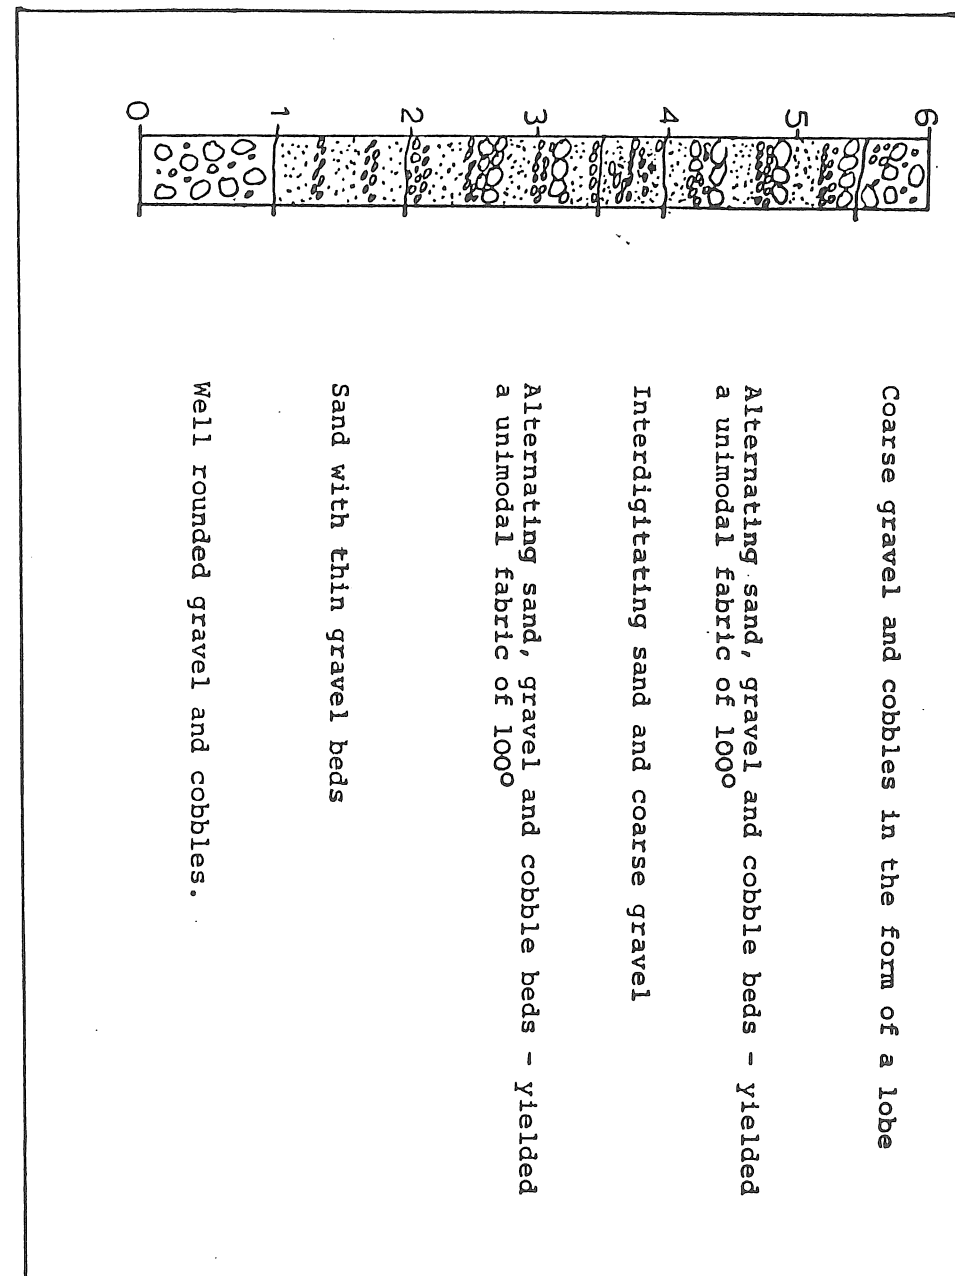 6
5
4
3
2
1
0
Coarse gravel and cobbles in the form of a lobe
Alternating sand, gravel and cobble beds - yielded
a unimodal fabric of 100°
Interdigitating sand and coarse gravel
Alternating sand, gravel and cobble beds - yielded
a unimodal fabric of 100°
Sand with thin gravel beds
Well rounded gravel and cobbles.